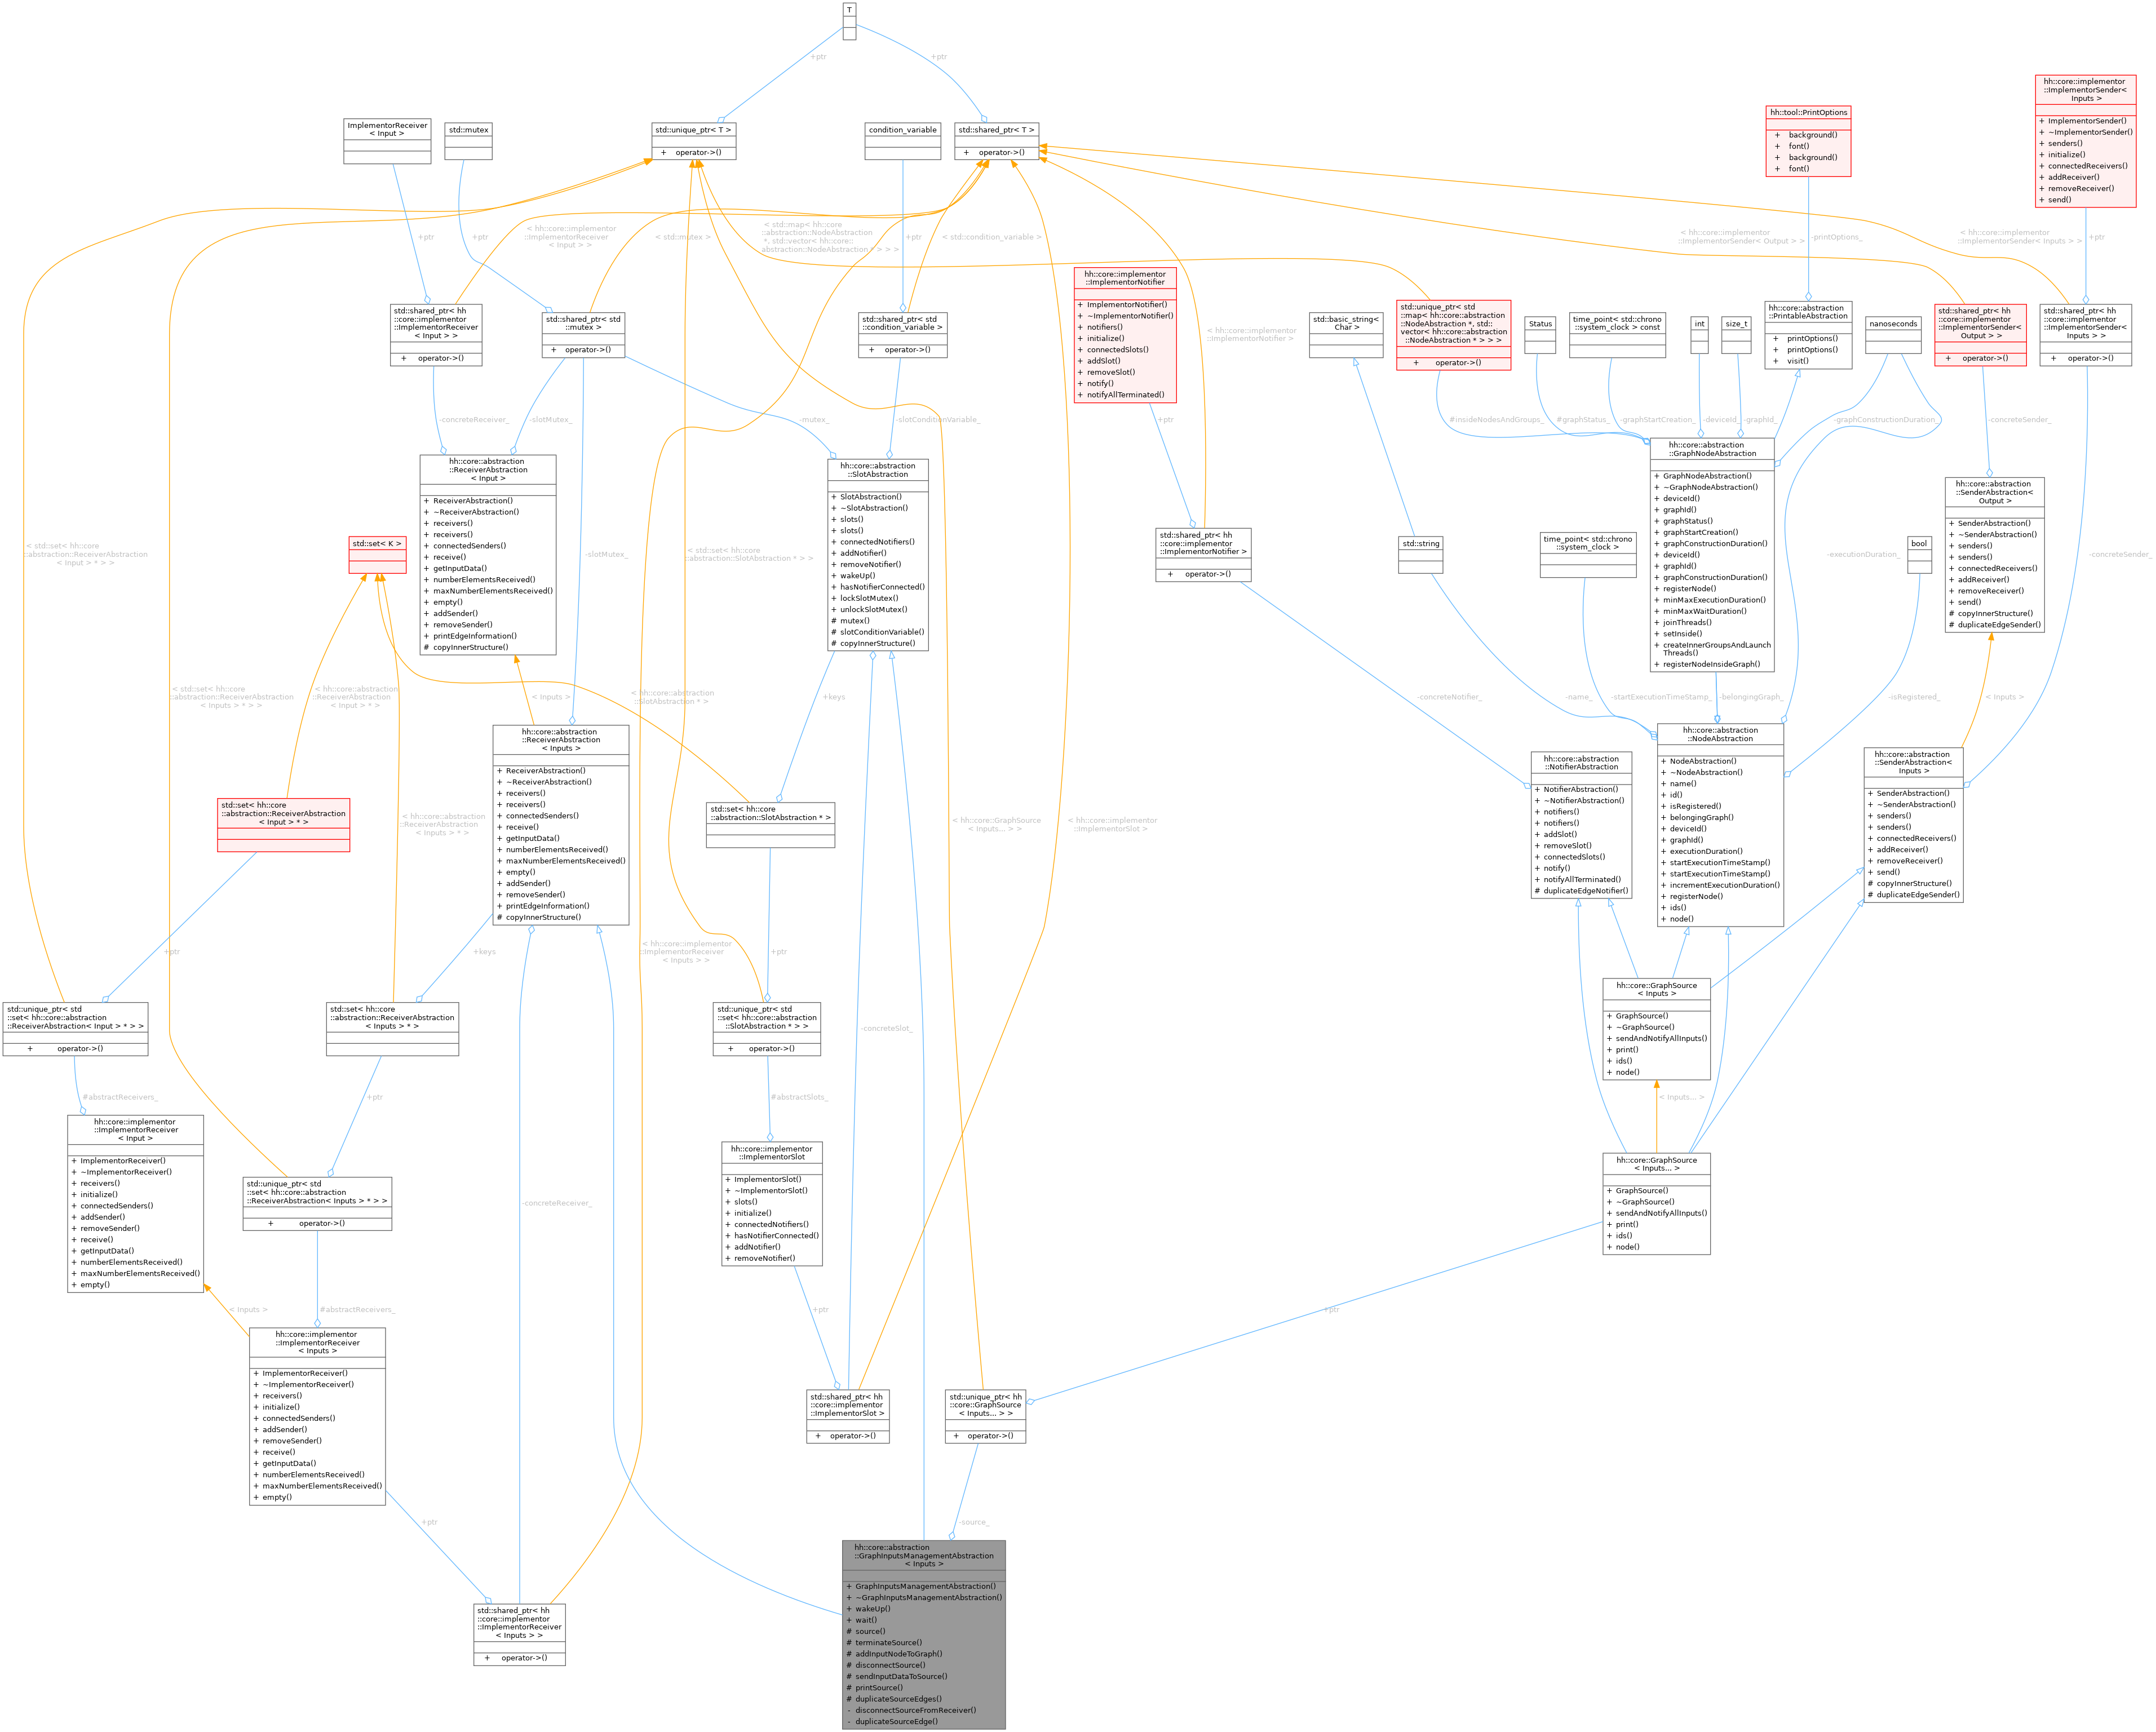 T
+ptr
+ptr
hh::core::implementor
::ImplementorSender<
Inputs >
+ ImplementorSender()
+ ~ImplementorSender()
+ senders()
+ initialize()
+ connectedReceivers()
+ addReceiver()
+ removeReceiver()
+ send()
hh::tool::PrintOptions
+ background()
+ font()
+ background()
+ font()
ImplementorReceiver
< Input >
std::mutex
std::unique_ptr< T >
+ operator->()
condition_variable
std::shared_ptr< T >
+ operator->()
+ptr
+ptr
< hh::core::implementor
::ImplementorReceiver
< Input > >
< std::mutex >
< std::map< hh::core
::abstraction::NodeAbstraction
*, std::vector< hh::core::
abstraction::NodeAbstraction * > > >
+ptr
< std::condition_variable >
< hh::core::implementor
::ImplementorSender< Output > >
-printOptions_
< hh::core::implementor
::ImplementorSender< Inputs > >
+ptr
hh::core::implementor
::ImplementorNotifier
+ ImplementorNotifier()
+ ~ImplementorNotifier()
+ notifiers()
+ initialize()
+ connectedSlots()
+ addSlot()
+ removeSlot()
+ notify()
+ notifyAllTerminated()
std::shared_ptr< hh
::core::implementor
::ImplementorReceiver
< Input > >
+ operator->()
std::shared_ptr< std
::mutex >
+ operator->()
std::shared_ptr< std
::condition_variable >
+ operator->()
< hh::core::implementor
::ImplementorNotifier >
std::basic_string<
Char >
std::unique_ptr< std
::map< hh::core::abstraction
::NodeAbstraction *, std::
vector< hh::core::abstraction
::NodeAbstraction * > > >
+ operator->()
Status
time_point< std::chrono
::system_clock > const
int
size_t
hh::core::abstraction
::PrintableAbstraction
+ printOptions()
+ printOptions()
+ visit()
nanoseconds
std::shared_ptr< hh
::core::implementor
::ImplementorSender<
Output > >
+ operator->()
std::shared_ptr< hh
::core::implementor
::ImplementorSender<
Inputs > >
+ operator->()
-concreteReceiver_
-slotMutex_
-mutex_
-slotConditionVariable_
+ptr
#insideNodesAndGroups_
#graphStatus_
-graphStartCreation_
-deviceId_
-graphId_
-graphConstructionDuration_
-concreteSender_
hh::core::abstraction
::ReceiverAbstraction
< Input >
+ ReceiverAbstraction()
+ ~ReceiverAbstraction()
+ receivers()
+ receivers()
+ connectedSenders()
+ receive()
+ getInputData()
+ numberElementsReceived()
+ maxNumberElementsReceived()
+ empty()
+ addSender()
+ removeSender()
+ printEdgeInformation()
# copyInnerStructure()
hh::core::abstraction
::SlotAbstraction
+ SlotAbstraction()
+ ~SlotAbstraction()
+ slots()
+ slots()
+ connectedNotifiers()
+ addNotifier()
+ removeNotifier()
+ wakeUp()
+ hasNotifierConnected()
+ lockSlotMutex()
+ unlockSlotMutex()
# mutex()
# slotConditionVariable()
# copyInnerStructure()
hh::core::abstraction
::GraphNodeAbstraction
+ GraphNodeAbstraction()
+ ~GraphNodeAbstraction()
+ deviceId()
+ graphId()
+ graphStatus()
+ graphStartCreation()
+ graphConstructionDuration()
+ deviceId()
+ graphId()
+ graphConstructionDuration()
+ registerNode()
+ minMaxExecutionDuration()
+ minMaxWaitDuration()
+ joinThreads()
+ setInside()
+ createInnerGroupsAndLaunch
Threads()
+ registerNodeInsideGraph()
hh::core::abstraction
::SenderAbstraction<
Output >
+ SenderAbstraction()
+ ~SenderAbstraction()
+ senders()
+ senders()
+ connectedReceivers()
+ addReceiver()
+ removeReceiver()
+ send()
# copyInnerStructure()
# duplicateEdgeSender()
< std::set< hh::core
::abstraction::ReceiverAbstraction
< Input > * > >
std::set< K >
-slotMutex_
< std::set< hh::core
::abstraction::SlotAbstraction * > >
std::shared_ptr< hh
::core::implementor
::ImplementorNotifier >
+ operator->()
std::string
time_point< std::chrono
::system_clock >
-executionDuration_
bool
-concreteSender_
< std::set< hh::core
::abstraction::ReceiverAbstraction
< Inputs > * > >
< hh::core::abstraction
::ReceiverAbstraction
< Input > * >
< Inputs >
< hh::core::abstraction
::SlotAbstraction * >
+keys
-concreteNotifier_
-name_
-startExecutionTimeStamp_
-belongingGraph_
-isRegistered_
< Inputs >
hh::core::abstraction
::ReceiverAbstraction
< Inputs >
+ ReceiverAbstraction()
+ ~ReceiverAbstraction()
+ receivers()
+ receivers()
+ connectedSenders()
+ receive()
+ getInputData()
+ numberElementsReceived()
+ maxNumberElementsReceived()
+ empty()
+ addSender()
+ removeSender()
+ printEdgeInformation()
# copyInnerStructure()
hh::core::abstraction
::NotifierAbstraction
+ NotifierAbstraction()
+ ~NotifierAbstraction()
+ notifiers()
+ notifiers()
+ addSlot()
+ removeSlot()
+ connectedSlots()
+ notify()
+ notifyAllTerminated()
# duplicateEdgeNotifier()
hh::core::abstraction
::NodeAbstraction
+ NodeAbstraction()
+ ~NodeAbstraction()
+ name()
+ id()
+ isRegistered()
+ belongingGraph()
+ deviceId()
+ graphId()
+ executionDuration()
+ startExecutionTimeStamp()
+ startExecutionTimeStamp()
+ incrementExecutionDuration()
+ registerNode()
+ ids()
+ node()
hh::core::abstraction
::SenderAbstraction<
Inputs >
+ SenderAbstraction()
+ ~SenderAbstraction()
+ senders()
+ senders()
+ connectedReceivers()
+ addReceiver()
+ removeReceiver()
+ send()
# copyInnerStructure()
# duplicateEdgeSender()
std::set< hh::core
::abstraction::ReceiverAbstraction
< Input > * >
< hh::core::abstraction
::ReceiverAbstraction
< Inputs > * >
std::set< hh::core
::abstraction::SlotAbstraction * >
< hh::core::GraphSource
< Inputs... > >
< hh::core::implementor
::ImplementorSlot >
+ptr
+keys
< hh::core::implementor
::ImplementorReceiver
< Inputs > >
+ptr
std::unique_ptr< std
::set< hh::core::abstraction
::ReceiverAbstraction< Input > * > >
+ operator->()
std::set< hh::core
::abstraction::ReceiverAbstraction
< Inputs > * >
std::unique_ptr< std
::set< hh::core::abstraction
::SlotAbstraction * > >
+ operator->()
-concreteSlot_
hh::core::GraphSource
< Inputs >
+ GraphSource()
+ ~GraphSource()
+ sendAndNotifyAllInputs()
+ print()
+ ids()
+ node()
#abstractReceivers_
+ptr
#abstractSlots_
< Inputs... >
hh::core::implementor
::ImplementorReceiver
< Input >
+ ImplementorReceiver()
+ ~ImplementorReceiver()
+ receivers()
+ initialize()
+ connectedSenders()
+ addSender()
+ removeSender()
+ receive()
+ getInputData()
+ numberElementsReceived()
+ maxNumberElementsReceived()
+ empty()
std::unique_ptr< std
::set< hh::core::abstraction
::ReceiverAbstraction< Inputs > * > >
+ operator->()
-concreteReceiver_
hh::core::implementor
::ImplementorSlot
+ ImplementorSlot()
+ ~ImplementorSlot()
+ slots()
+ initialize()
+ connectedNotifiers()
+ hasNotifierConnected()
+ addNotifier()
+ removeNotifier()
hh::core::GraphSource
< Inputs... >
+ GraphSource()
+ ~GraphSource()
+ sendAndNotifyAllInputs()
+ print()
+ ids()
+ node()
< Inputs >
#abstractReceivers_
+ptr
+ptr
hh::core::implementor
::ImplementorReceiver
< Inputs >
+ ImplementorReceiver()
+ ~ImplementorReceiver()
+ receivers()
+ initialize()
+ connectedSenders()
+ addSender()
+ removeSender()
+ receive()
+ getInputData()
+ numberElementsReceived()
+ maxNumberElementsReceived()
+ empty()
std::shared_ptr< hh
::core::implementor
::ImplementorSlot >
+ operator->()
std::unique_ptr< hh
::core::GraphSource
< Inputs... > >
+ operator->()
+ptr
-source_
std::shared_ptr< hh
::core::implementor
::ImplementorReceiver
< Inputs > >
+ operator->()
hh::core::abstraction
::GraphInputsManagementAbstraction
< Inputs >
+ GraphInputsManagementAbstraction()
+ ~GraphInputsManagementAbstraction()
+ wakeUp()
+ wait()
# source()
# terminateSource()
# addInputNodeToGraph()
# disconnectSource()
# sendInputDataToSource()
# printSource()
# duplicateSourceEdges()
- disconnectSourceFromReceiver()
- duplicateSourceEdge()